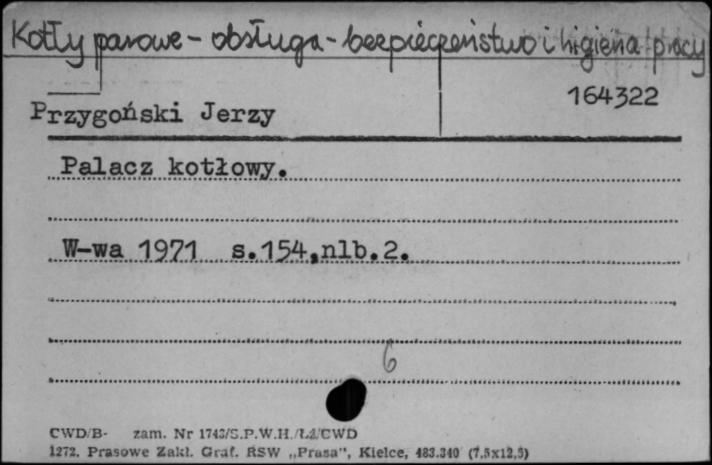 Kotły parowe - obsługa - bezpieczeństwo i higiena pracy
164322
Przygoński Jerzy
Palacz kotłowy.
W-wa 1971 s.154,nlb.2.
6
CWD/B- zam. Nr 1743/S.P.W.H./Łż/CWD
1272. Prasowe Zakł. Graf. RSW „Prasa", Kielce, 483.340 (7,5x12,5)